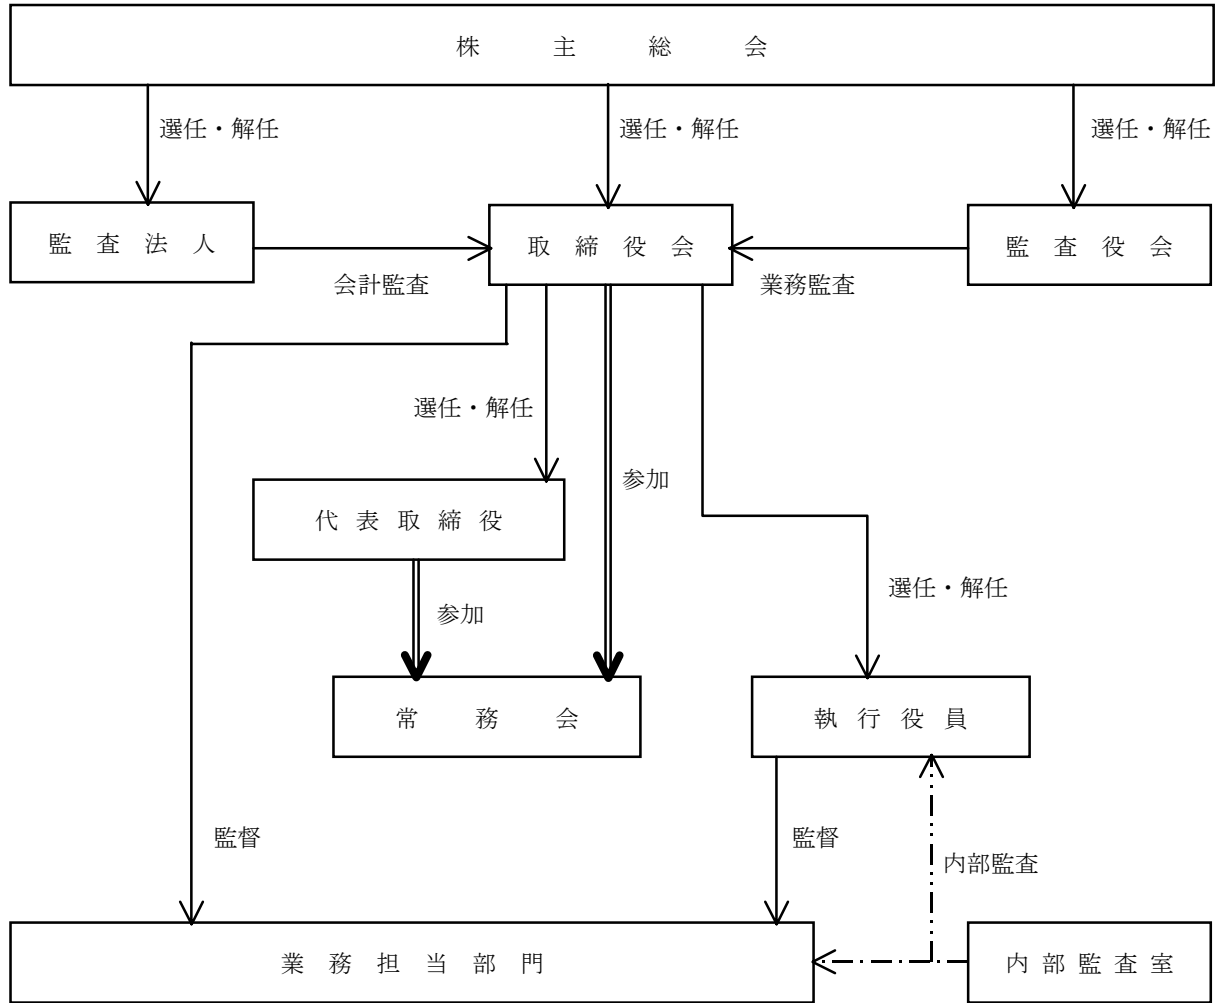 株主総会
選任・解任
選任・解任
選任・解任
監査法人
取締役会
監査役会
会計監査
業務監査
選任・解任
参加
代表取締役
選任・解任
参加
常務会
執行役員
監督
監督
内部監査
業務担当部門
内部監査室